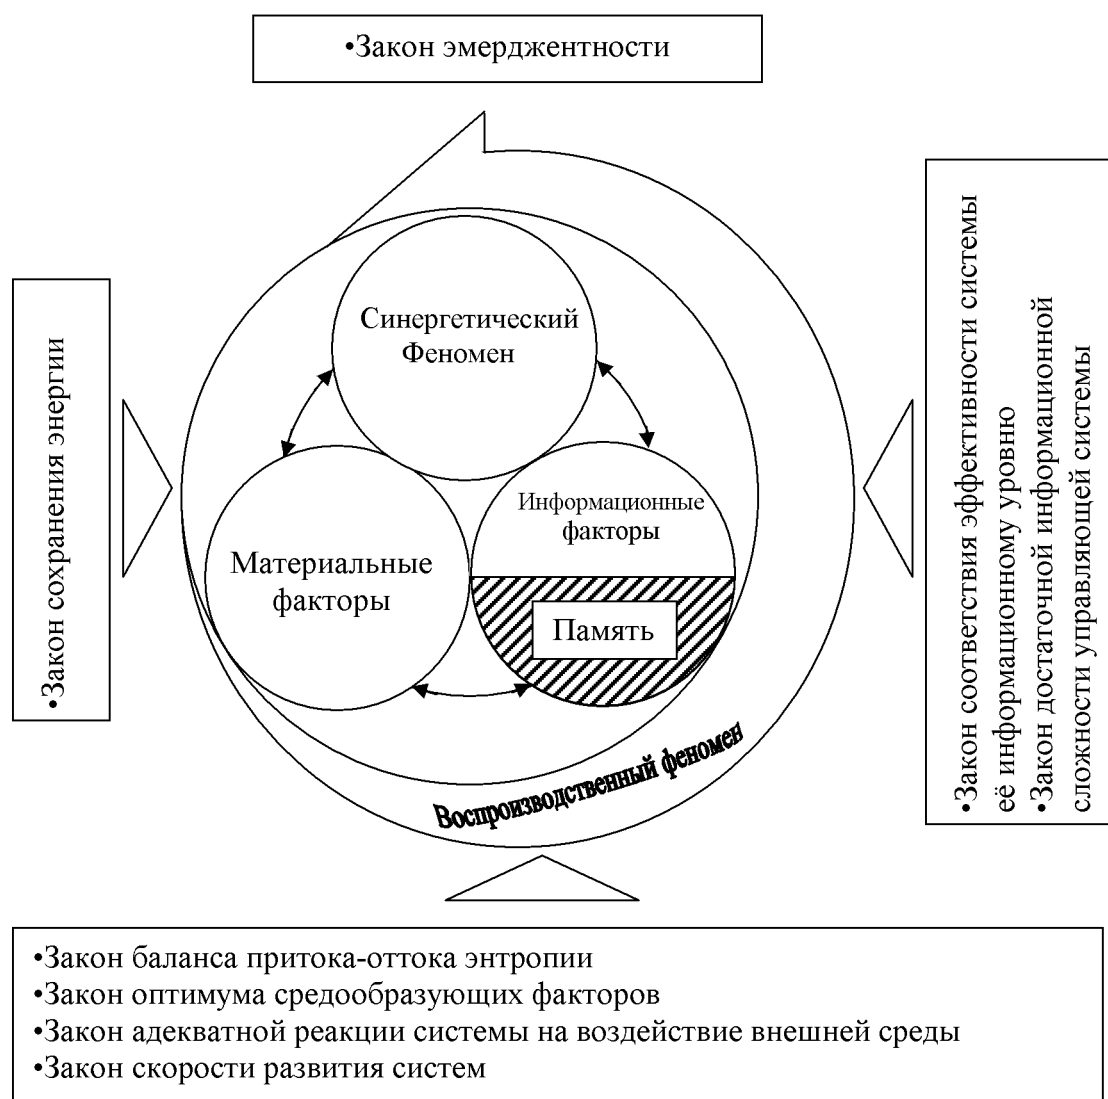 •Закон эмерджентности
•Закон сохранения энергии
Синергетический
Феномен
Материальные
факторы
Информационные
факторы
Память
Воспроизводственный феномен
•Закон соответствия эффективности системы
её информационному уровню
•Закон достаточной информационной
сложности управляющей системы
•Закон баланса притока-оттока энтропии
•Закон оптимума средообразующих факторов
•Закон адекватной реакции системы на воздействие внешней среды
•Закон скорости развития систем